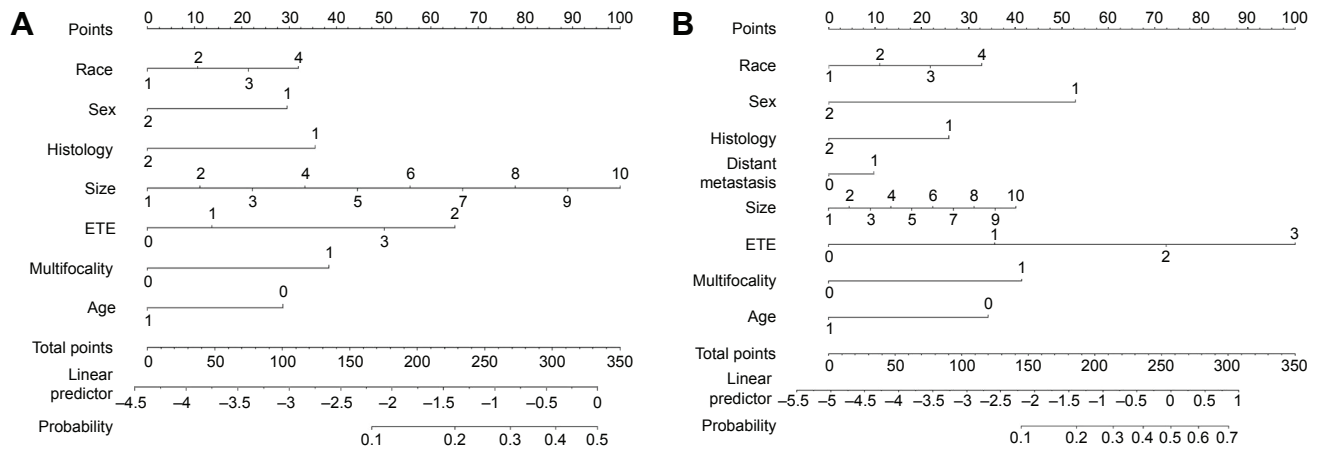 A
Points 0 10 20 30 40 50 60 70 80 90 100
2 4
Race
1 3
1
Sex
2
1
Histology
2
2 4 6 8 10
Size
1 3 5 7 9
1 2
ETE
0 3
1
Multifocality
0
0
Age
1
Total points 0 50 100 150 200 250 300 350
Linear
predictor
–4.5 –4 –3.5 –3 –2.5 –2 –1.5 –1 –0.5 0
Probability
0.1 0.2 0.3 0.4 0.5
B
Points 0 10 20 30 40 50 60 70 80 90 100
2 4
Race
1 3
1
Sex
2
1
Histology
2
Distant 1
metastasis
0
2 4 6 8 10
Size
1 3 5 7 9
1 3
ETE
0 2
1
Multifocality
0
0
Age
1
Total points
0 50 100 150 200 250 300 350
Linear
predictor
–5.5 –5 –4.5 –4 –3.5 –3 –2.5 –2 –1.5 –1 –0.5 0 0.5 1
Probability
0.1 0.2 0.3 0.4 0.5 0.6 0.7